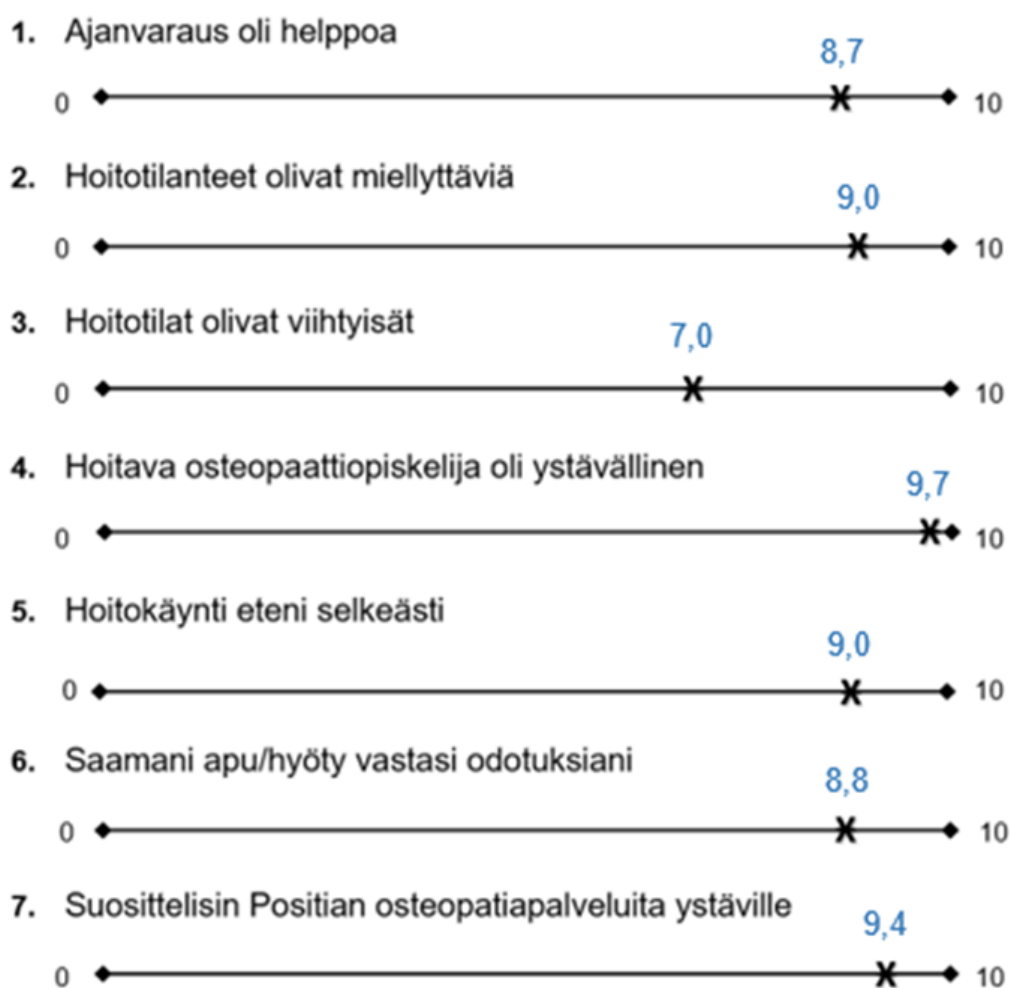 1. Ajanvaraus oli helppoa
8,7
0 X 10
2. Hoitotilanteet olivat miellyttäviä
9,0
0 X 10
3. Hoitotilat olivat viihtyisät
7,0
0 X 10
4. Hoitava osteopaattiopiskelija oli ystävällinen
9,7
0 X 10
5. Hoitokäynti eteni selkeästi
9,0
0 X 10
6. Saamani apu/hyöty vastasi odotuksiani
8,8
0 X 10
7. Suosittelisin Positian osteopatiapalveluita ystäville
9,4
0 X 10